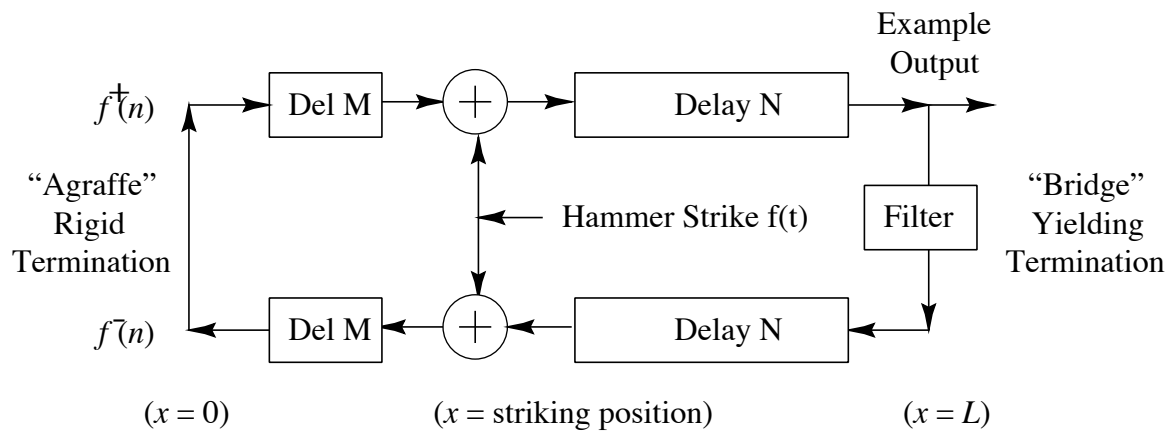 Example
Output
f+(n)
Del M
+
Delay N
“Agraffe”
Rigid
Termination
Hammer Strike f(t)
Filter
“Bridge”
Yielding
Termination
f-(n)
Del M
+
Delay N
(x = 0)
(x = striking position)
(x = L)